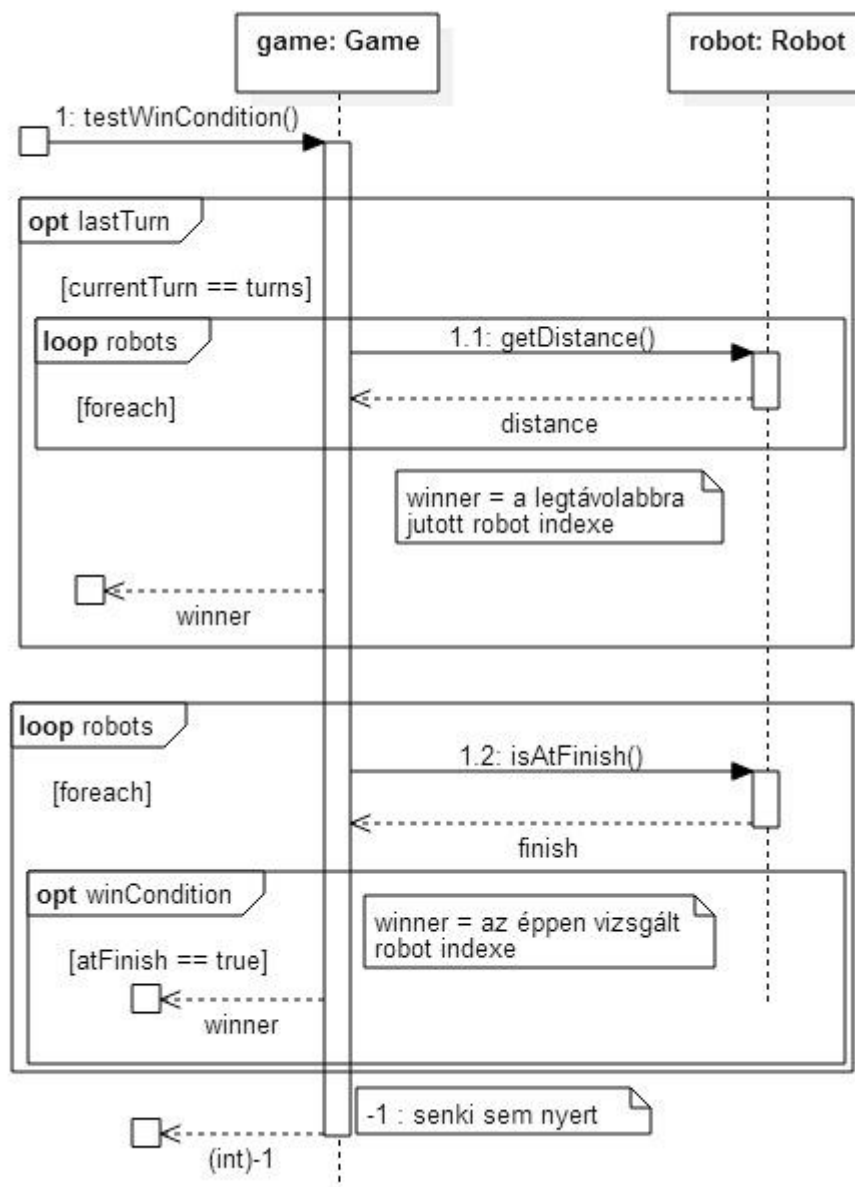 game: Game
robot: Robot
1: testWinCondition()
opt lastTurn
[currentTurn == turns]
loop robots
1.1: getDistance()
[foreach]
distance
winner = a legtávolabbra
jutott robot indexe
winner
loop robots
1.2: isAtFinish()
[foreach]
finish
opt winCondition
winner = az éppen vizsgált
robot indexe
[atFinish == true]
winner
-1 : senki sem nyert
(int)-1